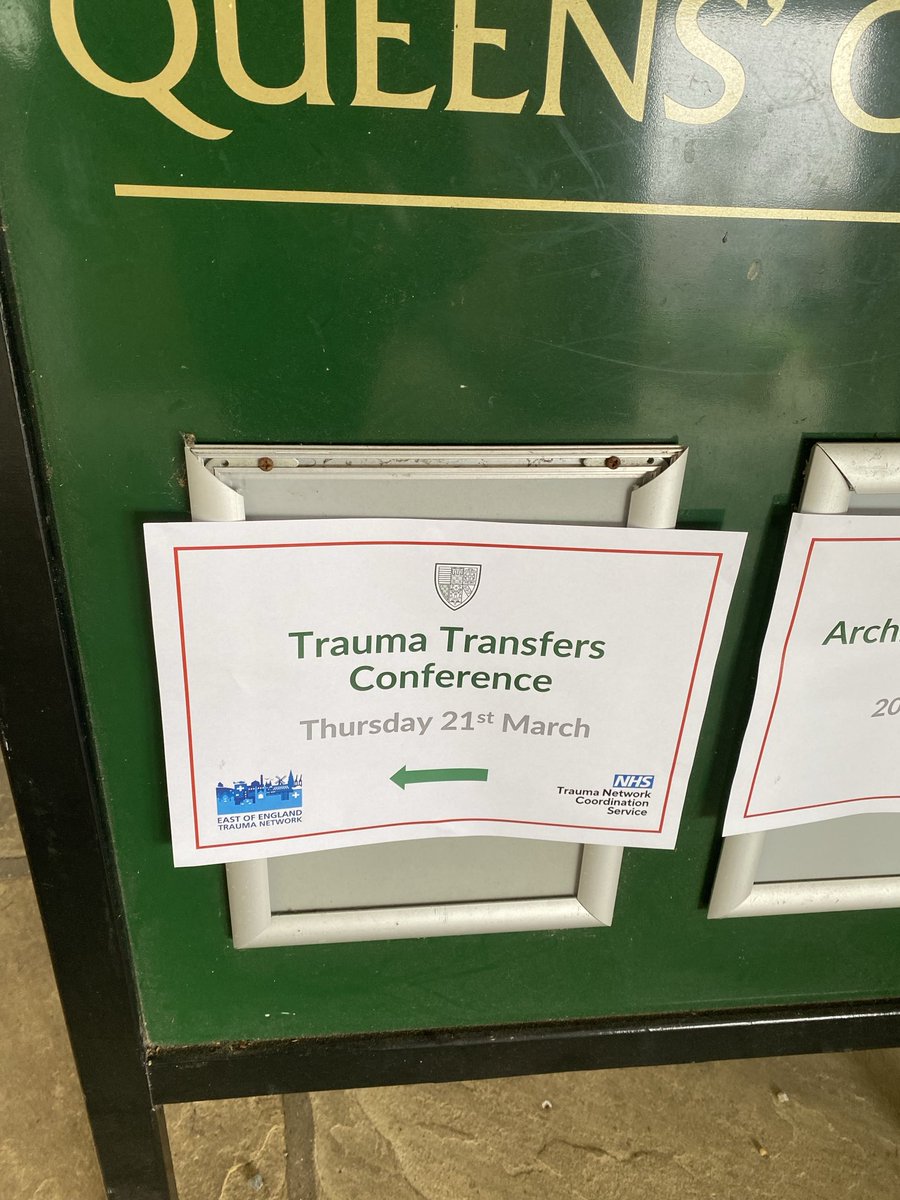 QUEENS'
Trauma Transfers
Conference
Thursday 21st March
EAST OF ENGLAND
TRAUMA NETWORK
NHS
Trauma Network
Coordination
Service